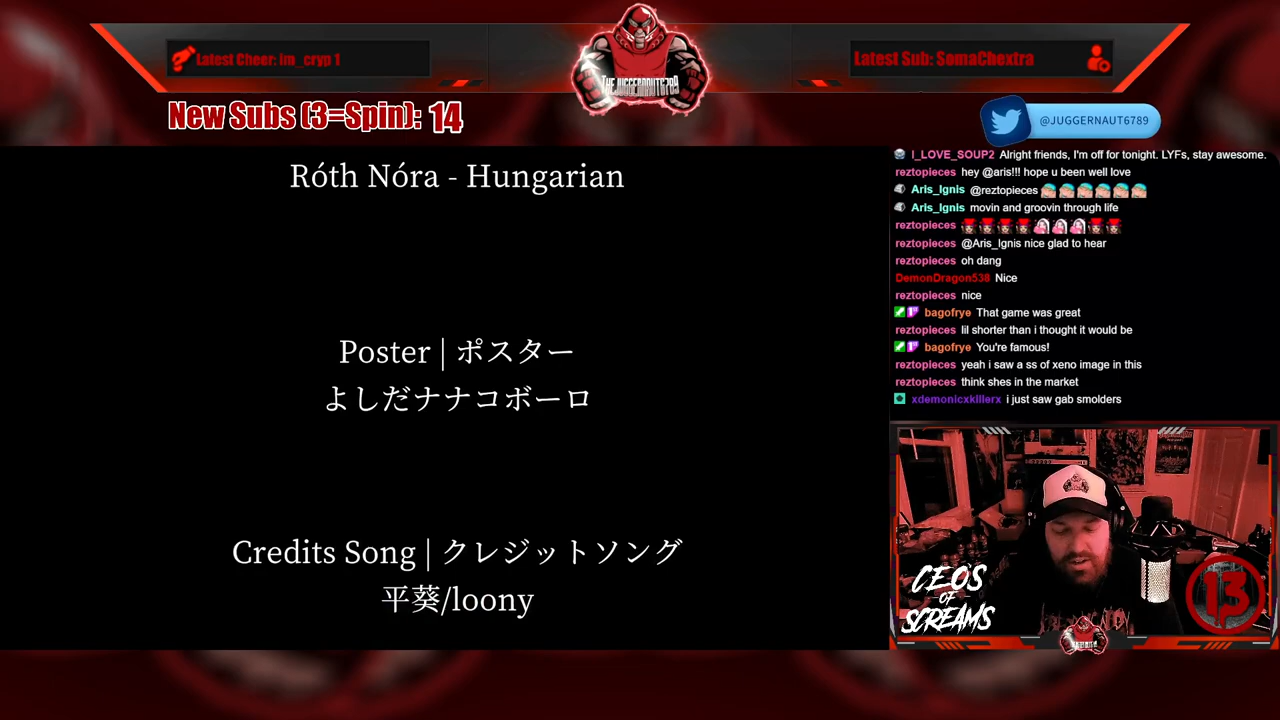 Latest Cheer: Im_cryp 1
THEJUGGERNAUT6789
Latest Sub: SomaChextra
New Subs (3=Spin): 14
@JUGGERNAUT6789
Róth Nóra - Hungarian
Poster | ポスター
よしだナナコボーロ
Credits Song | クレジットソング
平葵/loony
I_LOVE_SOUP2 Alright friends, I'm off for tonight. LYFs, stay awesome.
reztopieces hey @aris!!! hope u been well love
Aris_Ignis @reztopieces
Aris_Ignis movin and groovin through life
reztopieces
reztopieces @Aris_Ignis nice glad to hear
reztopieces oh dang
DemonDragon538 Nice
reztopieces nice
bagofrye That game was great
reztopieces lil shorter than i thought it would be
bagofrye You're famous!
reztopieces yeah i saw a ss of xeno image in this
reztopieces think shes in the market
xdemonicxkillerx i just saw gab smolders
CEOS
OF
SCREAMS
13